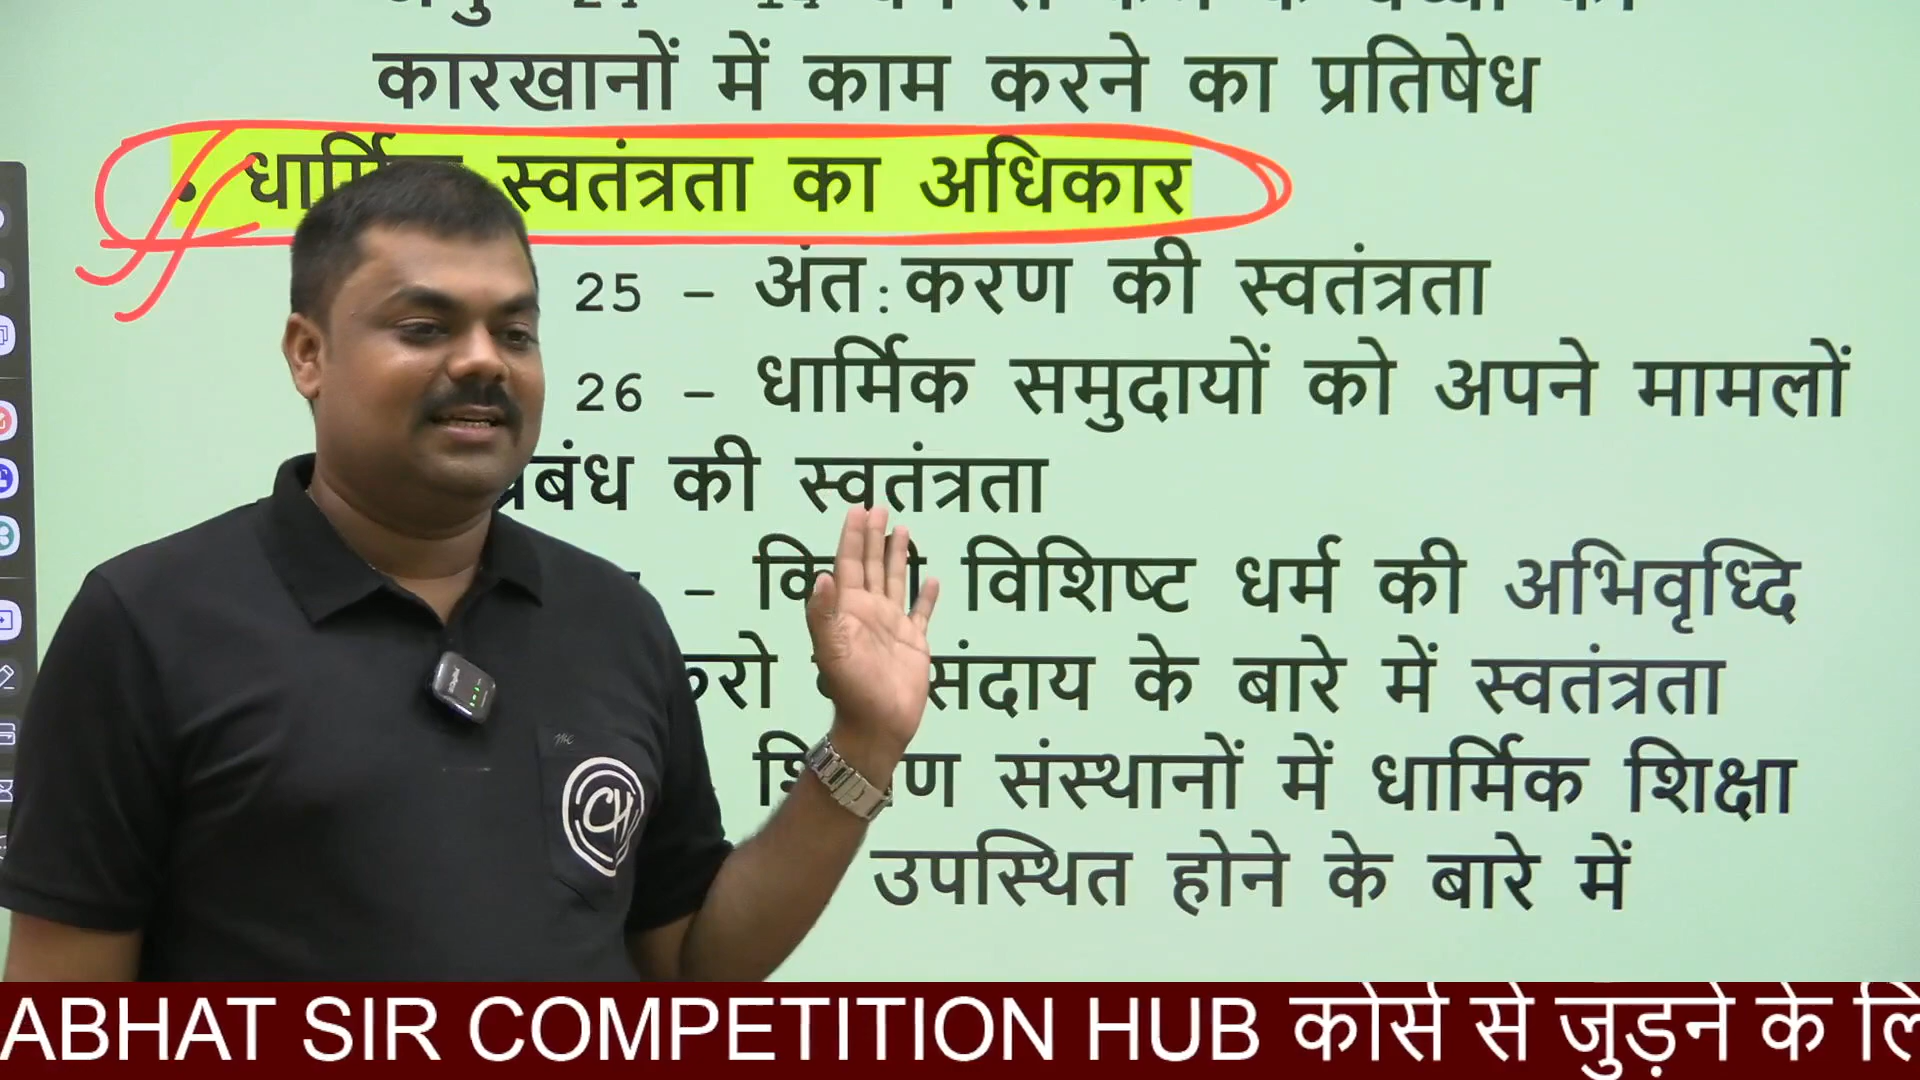 कारखानों में काम करने का प्रतिषेध
• स्वतंत्रता का अधिकार
25 – अंत:करण की स्वतंत्रता
26 – धार्मिक समुदायों को अपने मामलों
की स्वतंत्रता
– विशिष्ट धर्म की अभिवृध्दि
संदाय के बारे में स्वतंत्रता
संस्थानों में धार्मिक शिक्षा
उपस्थित होने के बारे में
ABHAT SIR COMPETITION HUB कोर्स से जुड़ने के